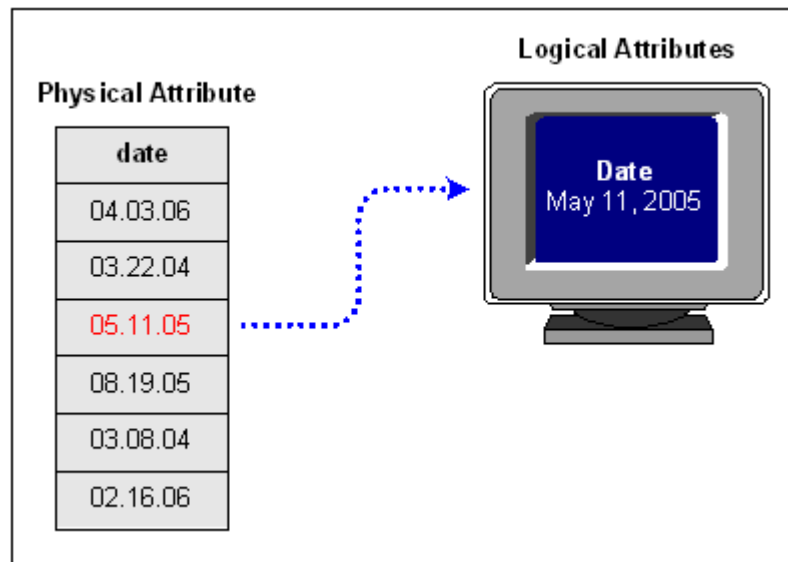 Physical Attribute
date
04.03.06
03.22.04
05.11.05
08.19.05
03.08.04
02.16.06
Logical Attributes
Date
May 11, 2005